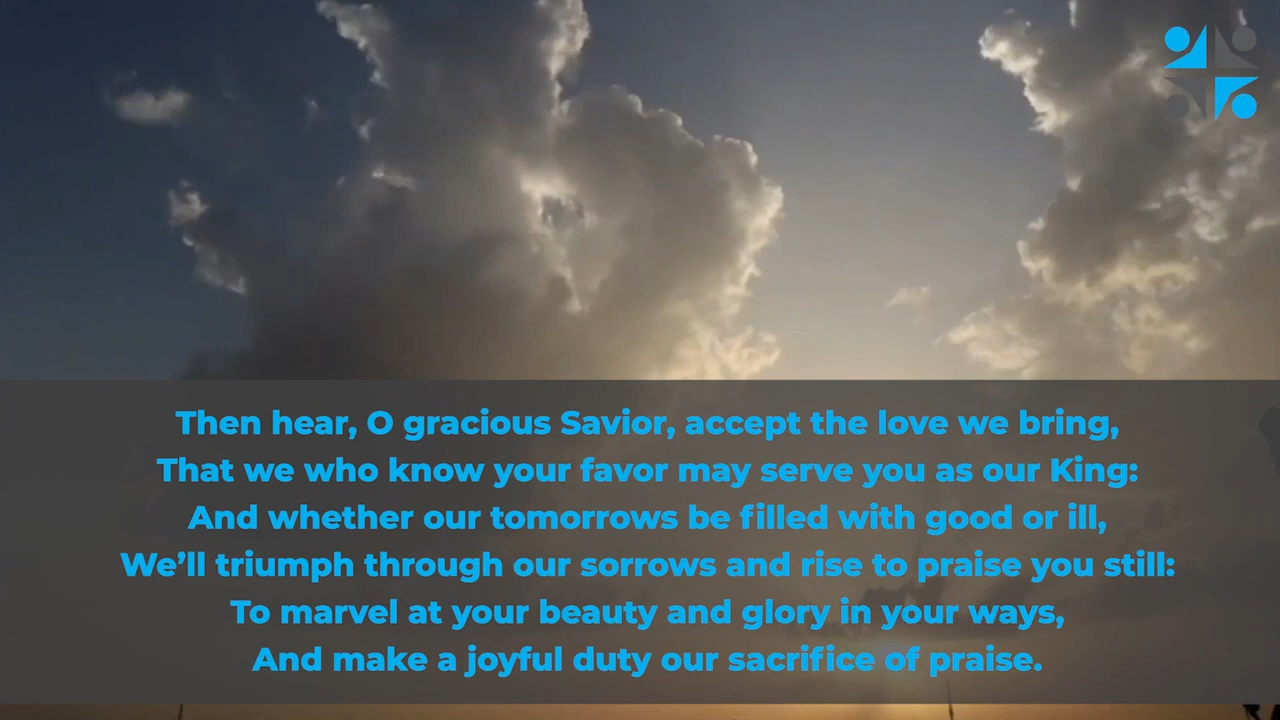 Then hear, O gracious Savior, accept the love we bring,
That we who know your favor may serve you as our King:
And whether our tomorrows be filled with good or ill,
We’ll triumph through our sorrows and rise to praise you still:
To marvel at your beauty and glory in your ways,
And make a joyful duty our sacrifice of praise.